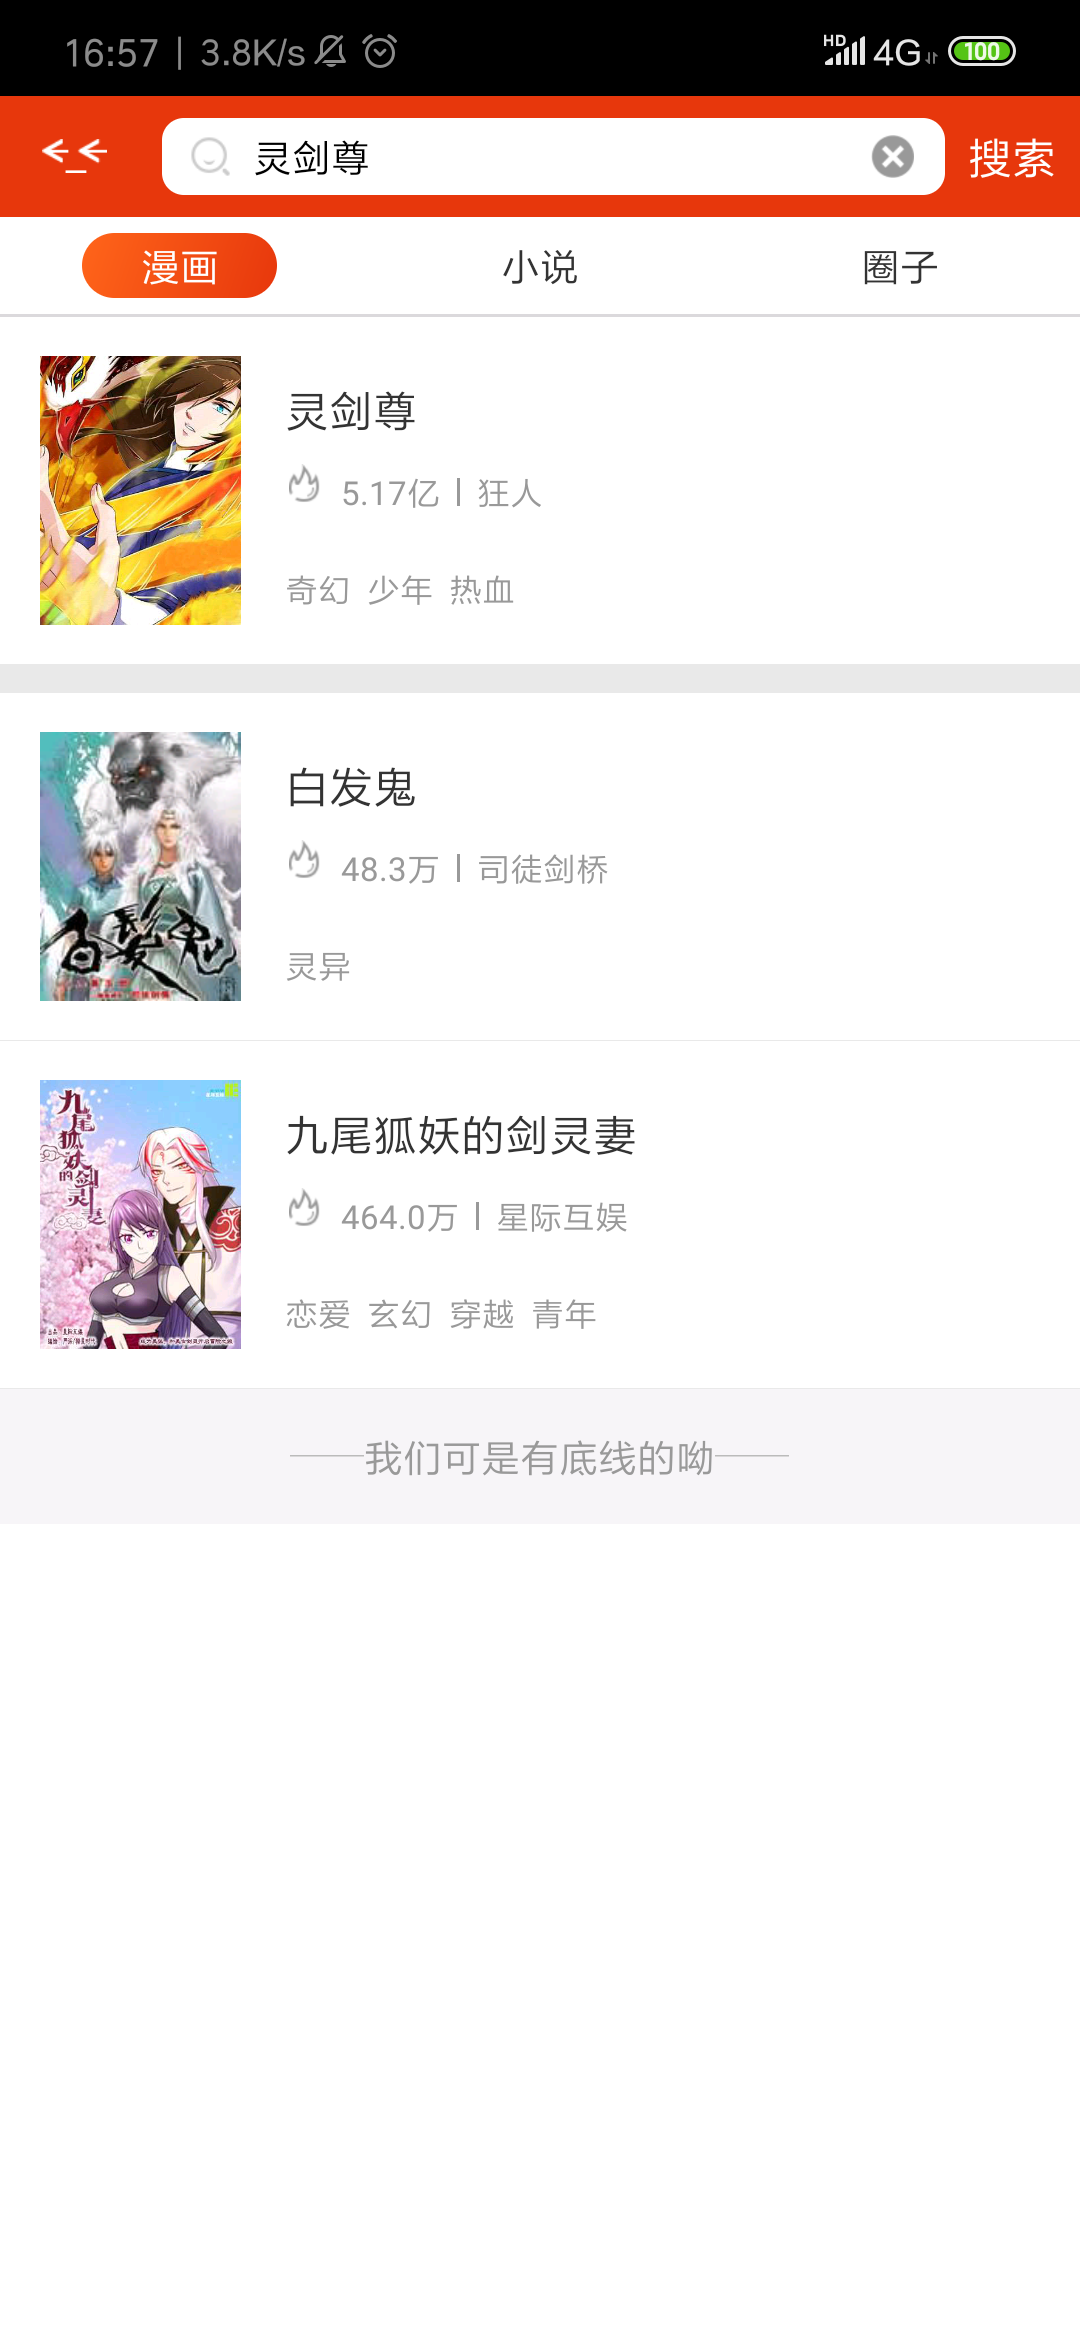 16:57 | 3.8K/s
HD 4G 100
灵剑尊
搜索
漫画 小说 圈子
灵剑尊
5.17亿 | 狂人
奇幻 少年 热血
白髮鬼
白发鬼
48.3万 | 司徒剑桥
灵异
九尾狐妖的剑灵妻
九尾狐妖的剑灵妻
464.0万 | 星际互娱
恋爱 玄幻 穿越 青年
——我们可是有底线的呦——